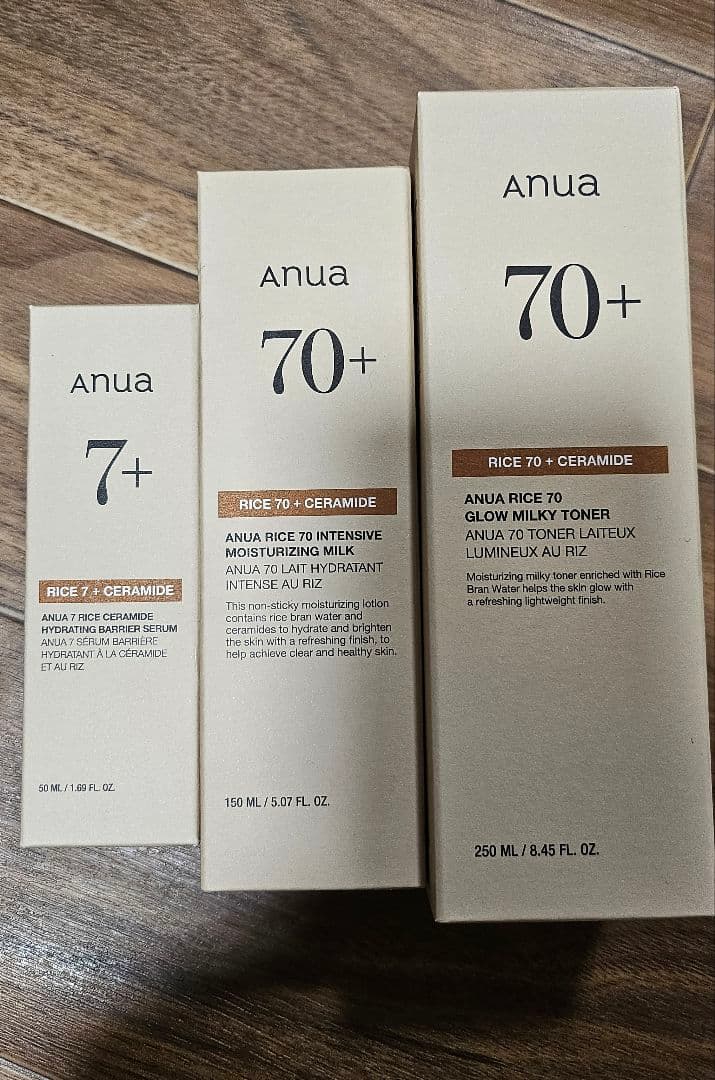 Anua
7+
RICE 7 + CERAMIDE
ANUA 7 RICE CERAMIDE
HYDRATING BARRIER SERUM
ANUA 7 SÉRUM BARRIÈRE
HYDRATANT À LA CÉRAMIDE
ET AU RIZ
50 ML / 1.69 FL. OZ.
Anua
70+
RICE 70 + CERAMIDE
ANUA RICE 70 INTENSIVE
MOISTURIZING MILK
ANUA 70 LAIT HYDRATANT
INTENSE AU RIZ
This non-sticky moisturizing lotion
contains rice bran water and
ceramides to hydrate and brighten
the skin with a refreshing finish, to
help achieve clear and healthy skin.
150 ML / 5.07 FL. OZ.
Anua
70+
RICE 70 + CERAMIDE
ANUA RICE 70
GLOW MILKY TONER
ANUA 70 TONER LAITEUX
LUMINEUX AU RIZ
Moisturizing milky toner enriched with Rice
Bran Water helps the skin glow with
a refreshing lightweight finish.
250 ML / 8.45 FL. OZ.